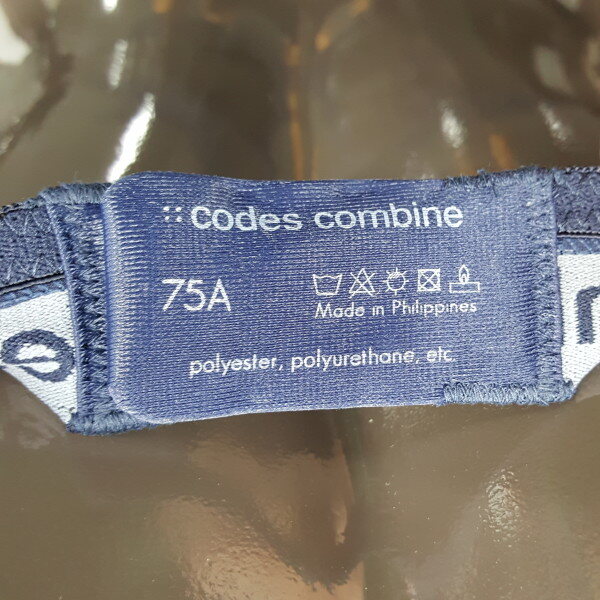 codes combine
75A
Made in Philippines
polyester, polyurethane, etc.